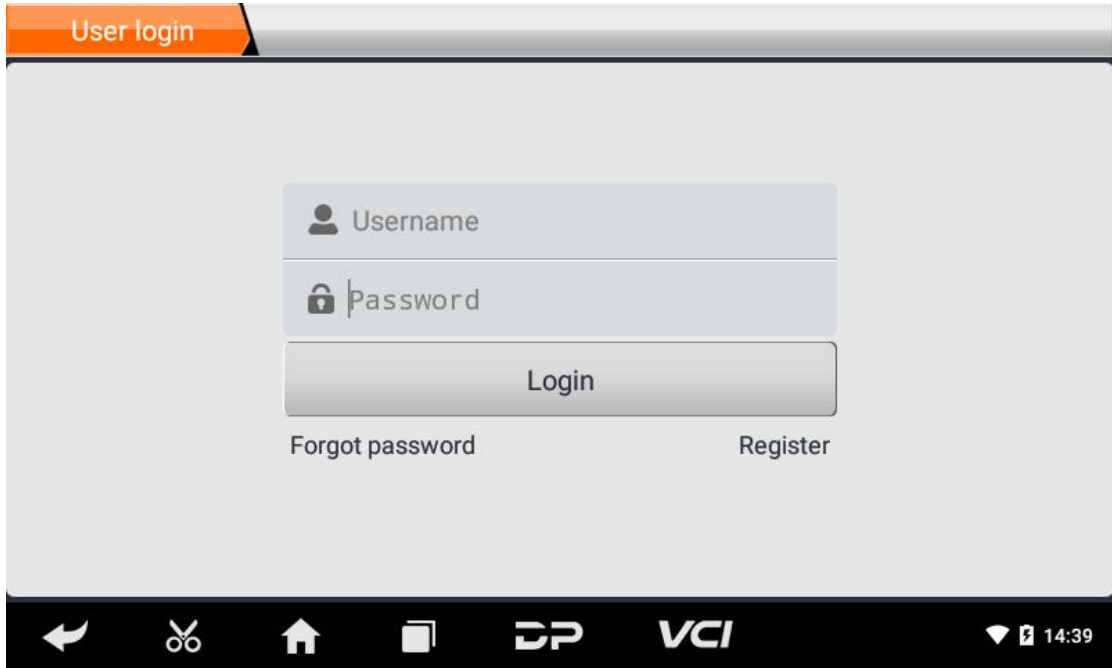 User login
Username
Password
Login
Forgot password Register
DP VCI 14:39